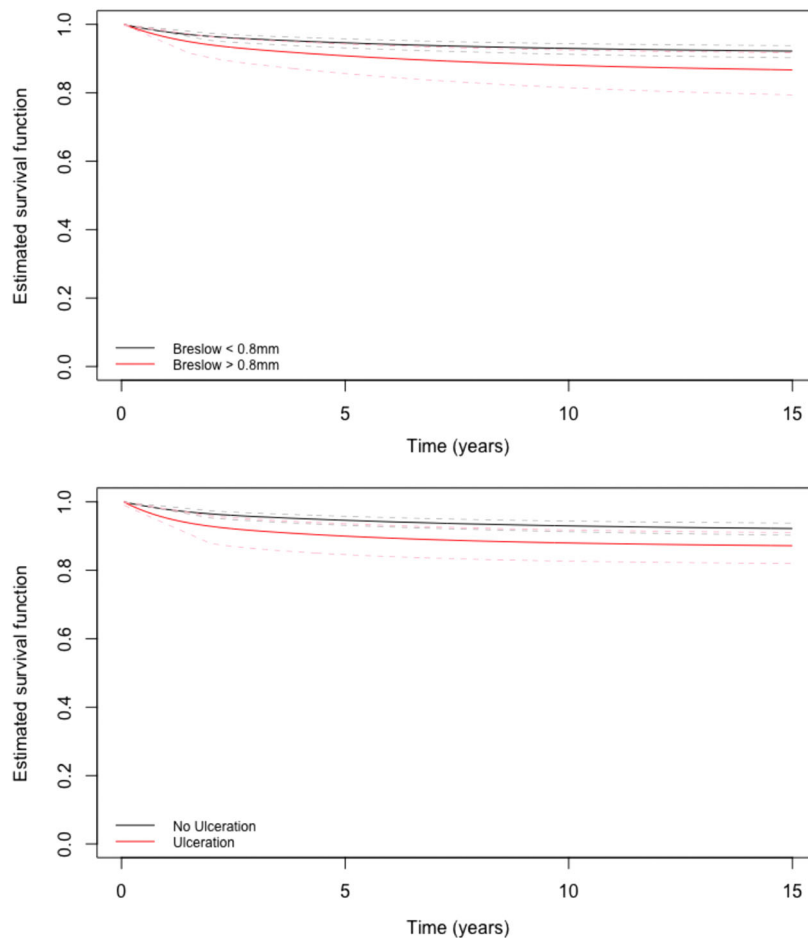 Estimated survival function
1.0
0.8
0.6
0.4
0.2
0.0
Breslow < 0.8mm
Breslow > 0.8mm
0 5 10 15
Time (years)
Estimated survival function
1.0
0.8
0.6
0.4
0.2
0.0
No Ulceration
Ulceration
0 5 10 15
Time (years)